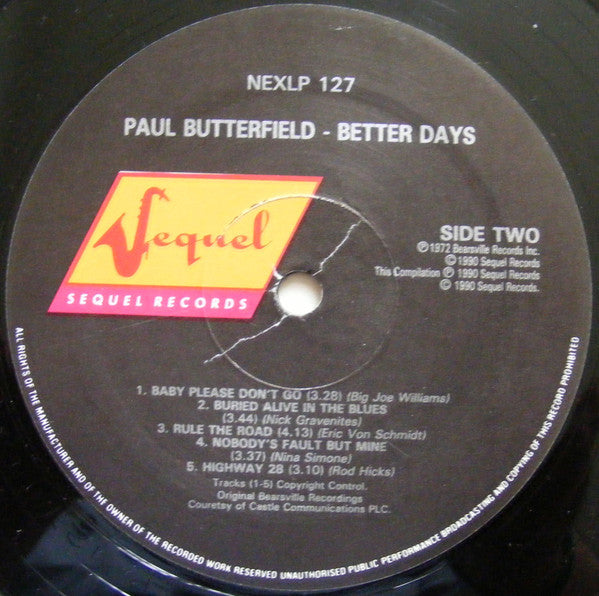 NEXLP 127
PAUL BUTTERFIELD - BETTER DAYS
Sequel
SEQUEL RECORDS
SIDE TWO
℗1972 Bearsville Records Inc.
©1990 Sequel Records
This Compilation ℗ 1990 Sequel Records
© 1990 Sequel Records.
1. BABY PLEASE DON'T GO (3.28) (Big Joe Williams)
2. BURIED ALIVE IN THE BLUES
(3.44) (Nick Gravenites)
3. RULE THE ROAD (4.13) (Eric Von Schmidt)
4. NOBODY'S FAULT BUT MINE
(3.37) (Nina Simone)
5. HIGHWAY 28 (3.10) (Rod Hicks)
Tracks (1-5) Copyright Control.
Original Bearsville Recordings
Couretsy of Castle Communications PLC.
ALL RIGHTS OF THE MANUFACTURER AND OF THE OWNER OF THE RECORDED WORK RESERVED UNAUTHORISED PUBLIC PERFORMANCE BROADCASTING AND COPYING OF THIS RECORD PROHIBITED